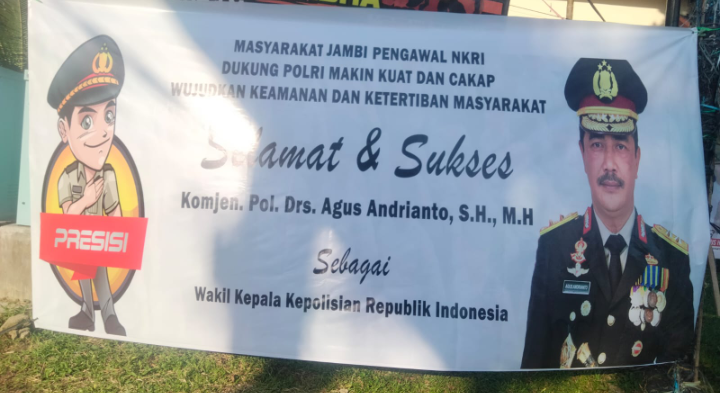 MASYARAKAT JAMBI PENGAWAL NKRI
DUKUNG POLRI MAKIN KUAT DAN CAKAP
WUJUDKAN KEAMANAN DAN KETERTIBAN MASYARAKAT
Selamat & Sukses
Komjen. Pol. Drs. Agus Andrianto, S.H., M.H
Sebagai
Wakil Kepala Kepolisian Republik Indonesia
PRESISI